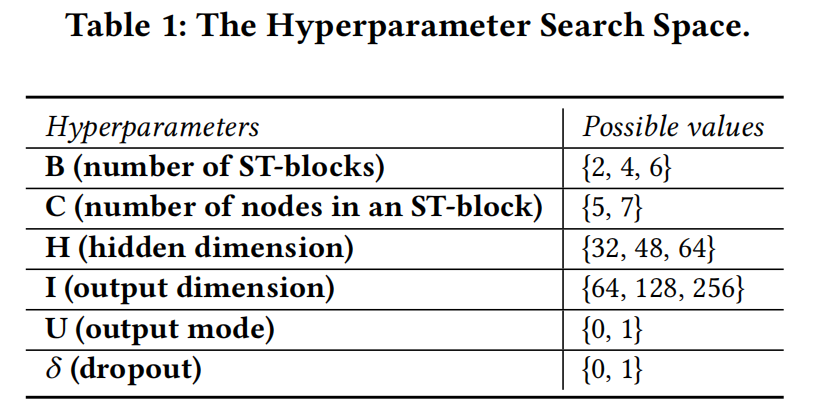 Table 1: The Hyperparameter Search Space.
Hyperparameters Possible values
B (number of ST-blocks) {2, 4, 6}
C (number of nodes in an ST-block) {5, 7}
H (hidden dimension) {32, 48, 64}
I (output dimension) {64, 128, 256}
U (output mode) {0, 1}
δ (dropout) {0, 1}